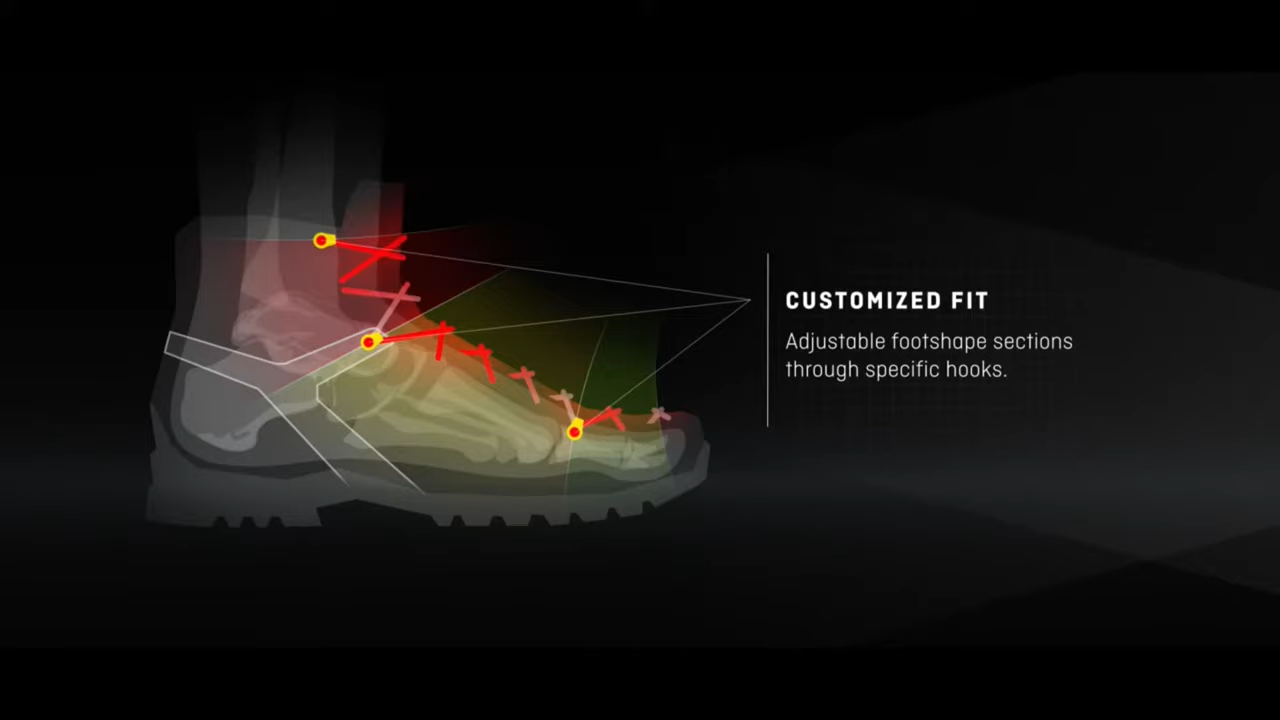 CUSTOMIZED FIT
Adjustable footshape sections
through specific hooks.